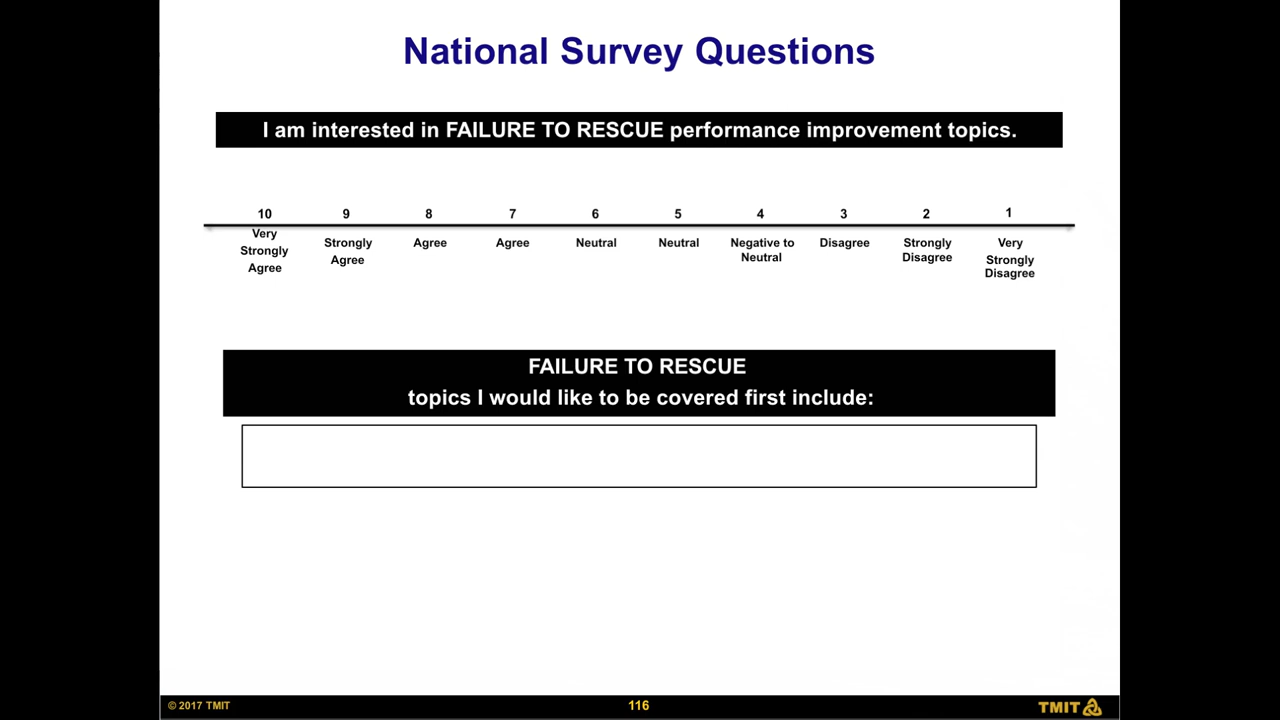 National Survey Questions
I am interested in FAILURE TO RESCUE performance improvement topics.
10 9 8 7 6 5 4 3 2 1
Very Strongly Agree
Strongly Agree
Agree
Agree
Neutral
Neutral
Negative to Neutral
Disagree
Strongly Disagree
Very Strongly Disagree
FAILURE TO RESCUE
topics I would like to be covered first include:
© 2017 TMIT 116 TMIT